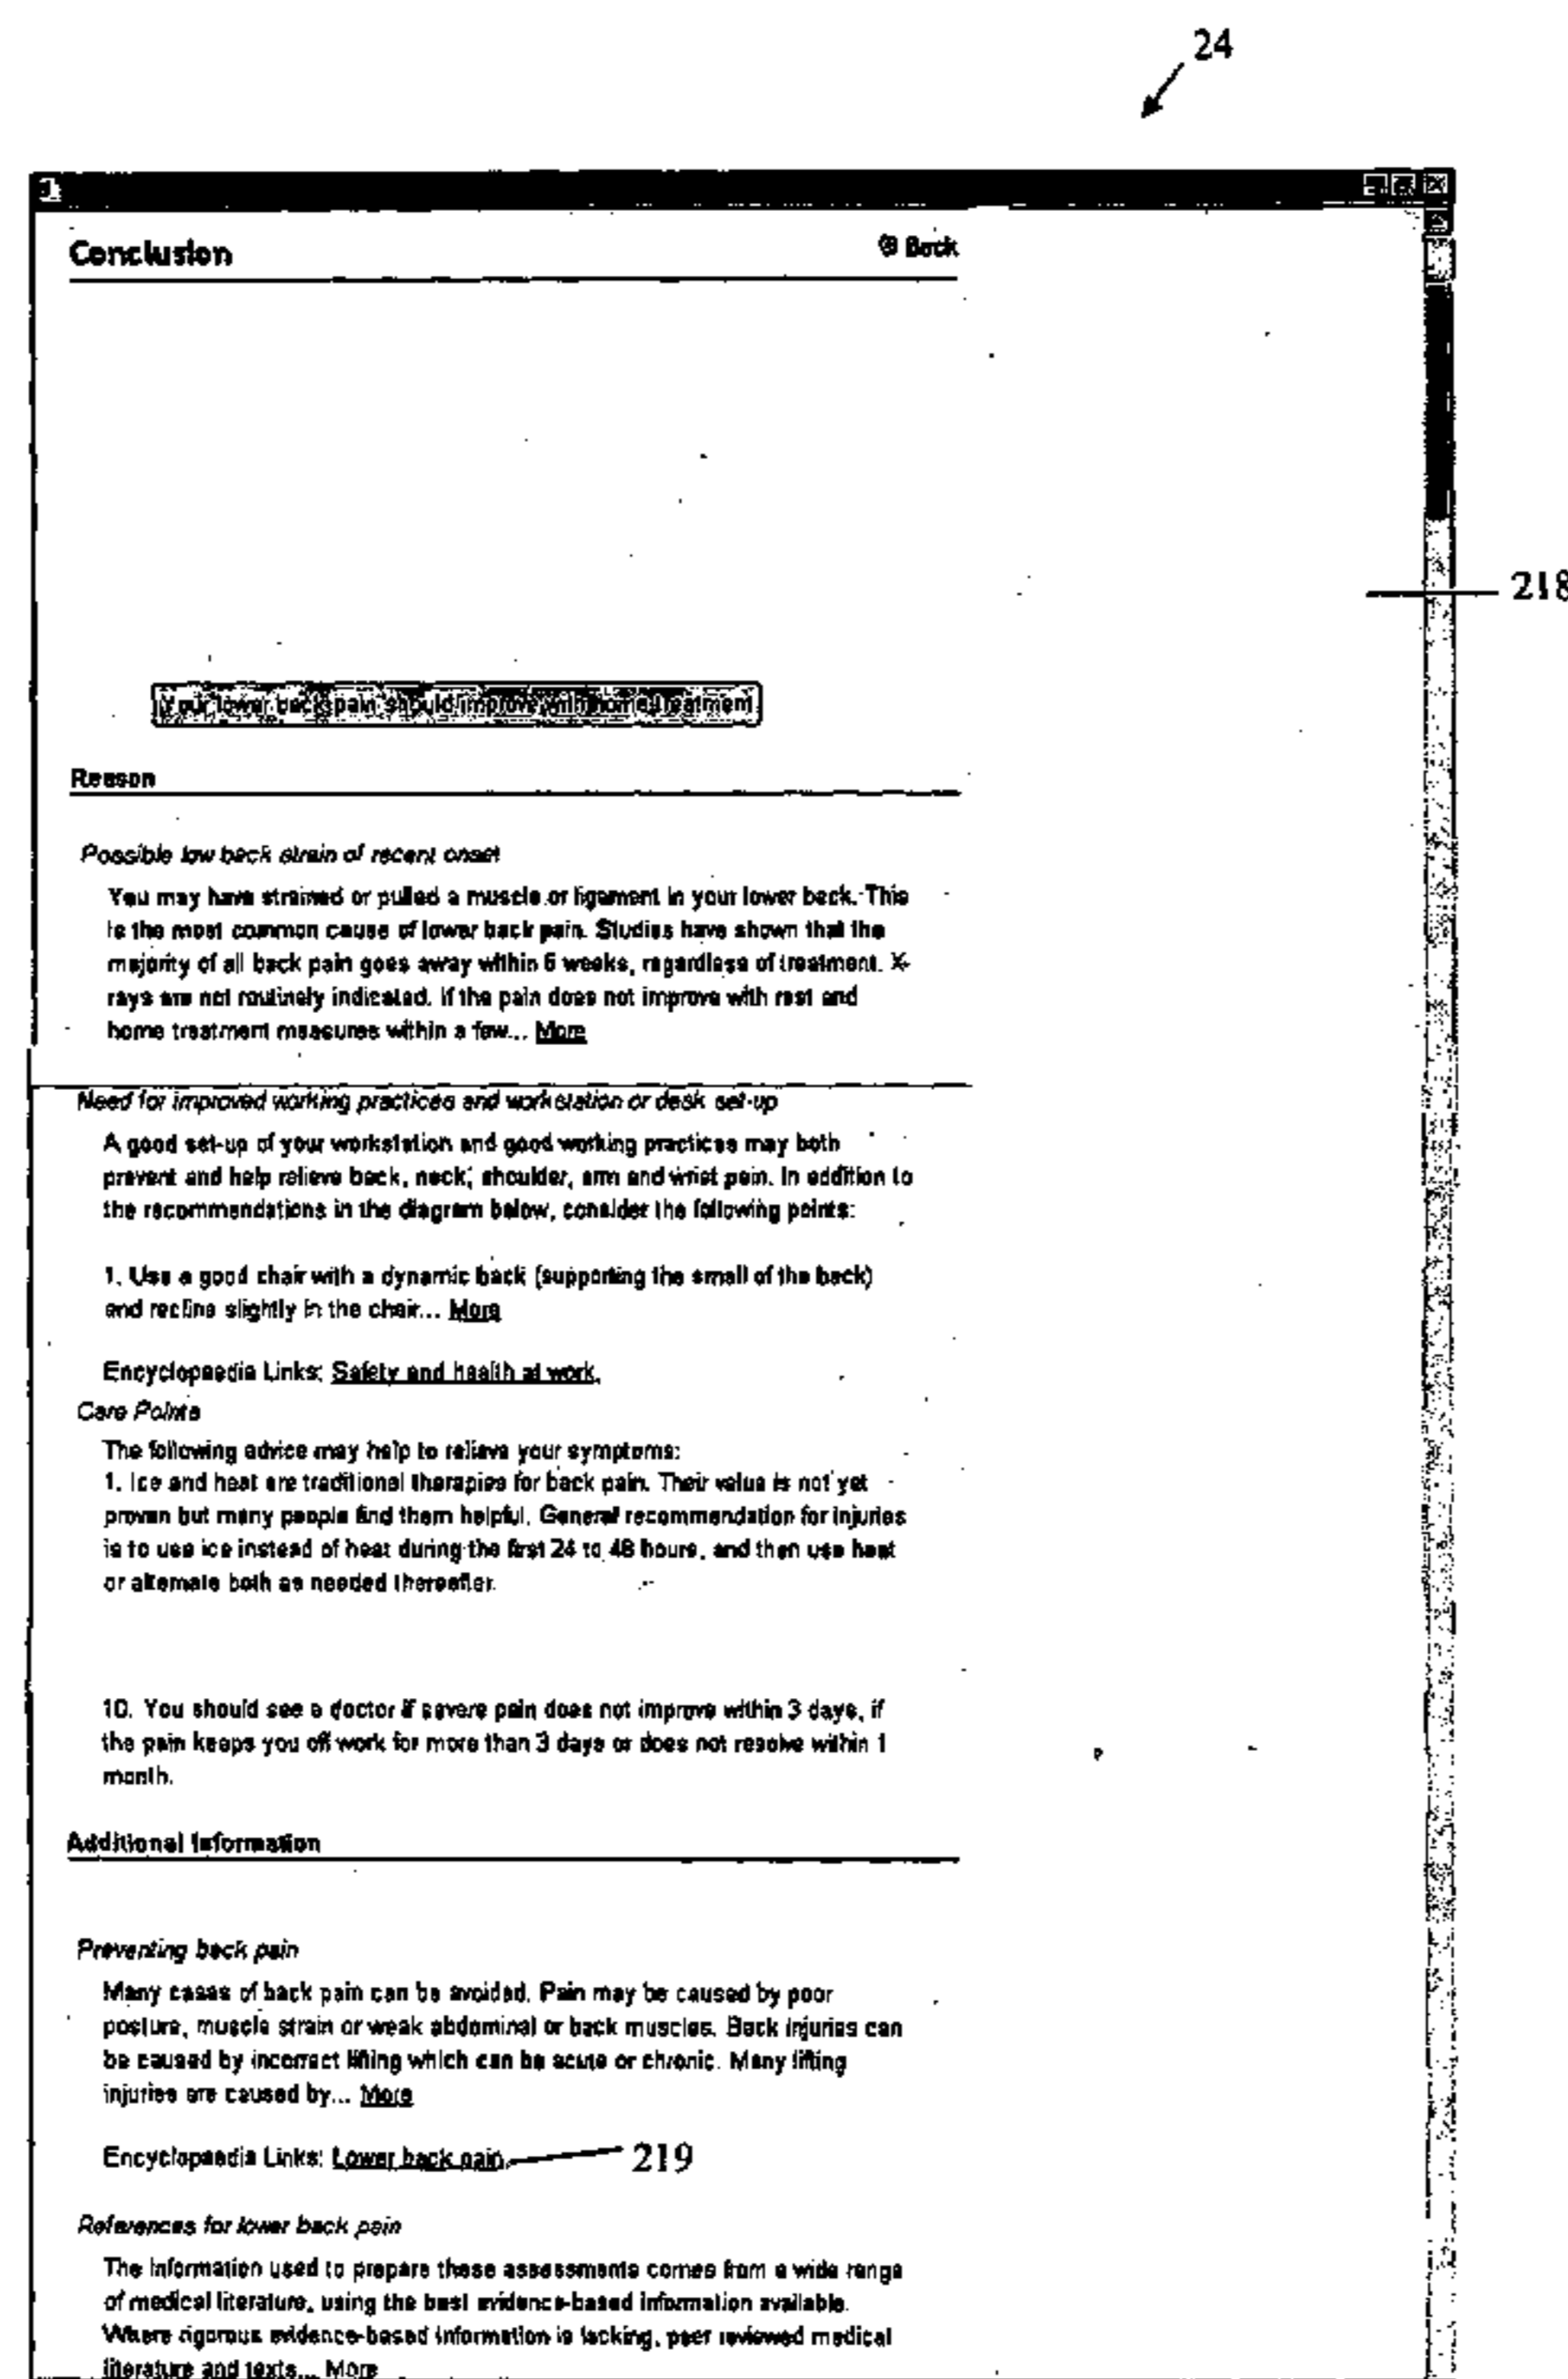 24
Conclusion
Back
218
Your lower back pain should improve with home treatment
Reason
Possible low back strain of recent onset
You may have strained or pulled a muscle or ligament in your lower back. This
is the most common cause of lower back pain. Studies have shown that the
majority of all back pain goes away within 6 weeks, regardless of treatment. X-
rays are not routinely indicated. If the pain does not improve with rest and
home treatment measures within a few... More
Need for improved working practices and workstation or desk set-up
A good set-up of your workstation and good working practices may both
prevent and help relieve back, neck, shoulder, arm and wrist pain. In addition to
the recommendations in the diagram below, consider the following points:
1. Use a good chair with a dynamic back (supporting the small of the back)
and recline slightly in the chair... More
Encyclopaedia Links: Safety and health at work,
Care Points
The following advice may help to relieve your symptoms:
1. Ice and heat are traditional therapies for back pain. Their value is not yet
proven but many people find them helpful. General recommendation for injuries
is to use ice instead of heat during the first 24 to 48 hours, and then use heat
or alternate both as needed thereafter.
10. You should see a doctor if severe pain does not improve within 3 days, if
the pain keeps you off work for more than 3 days or does not resolve within 1
month.
Additional Information
Preventing back pain
Many cases of back pain can be avoided. Pain may be caused by poor
posture, muscle strain or weak abdominal or back muscles. Back injuries can
be caused by incorrect lifting which can be acute or chronic. Many lifting
injuries are caused by... More
Encyclopaedia Links: Lower back pain,
219
References for lower back pain
The information used to prepare these assessments comes from a wide range
of medical literature, using the best evidence-based information available.
Where rigorous evidence-based information is lacking, peer reviewed medical
literature and texts... More